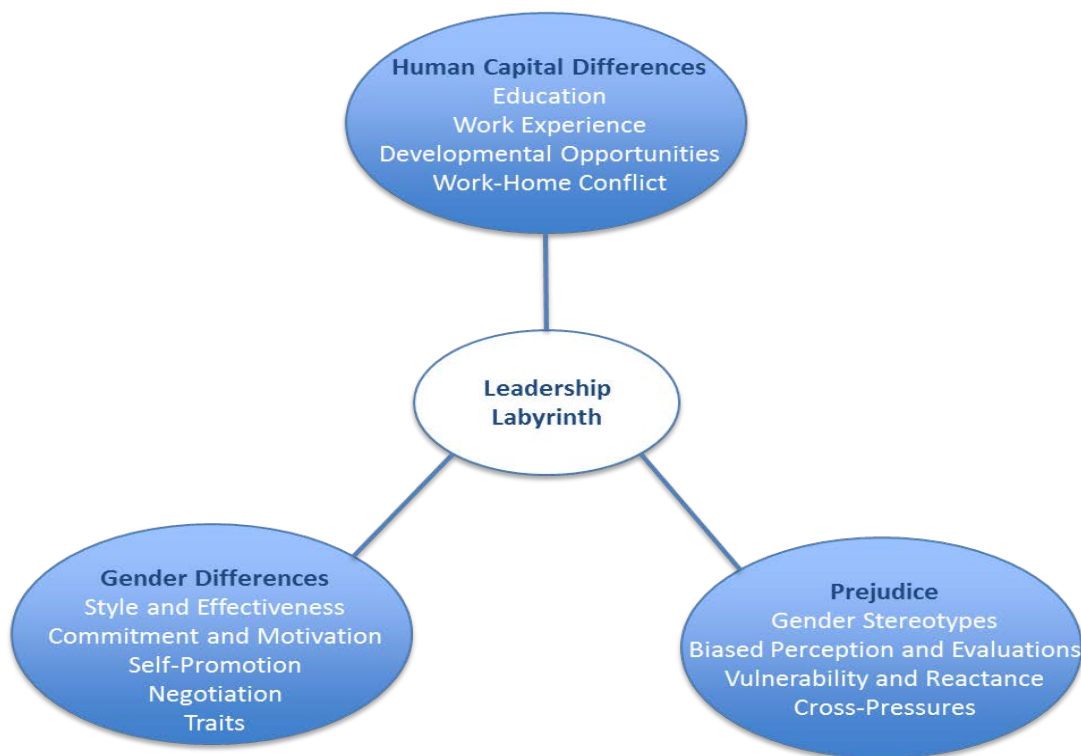 Human Capital Differences
Education
Work Experience
Developmental Opportunities
Work-Home Conflict
Leadership
Labyrinth
Gender Differences
Style and Effectiveness
Commitment and Motivation
Self-Promotion
Negotiation
Traits
Prejudice
Gender Stereotypes
Biased Perception and Evaluations
Vulnerability and Reactance
Cross-Pressures